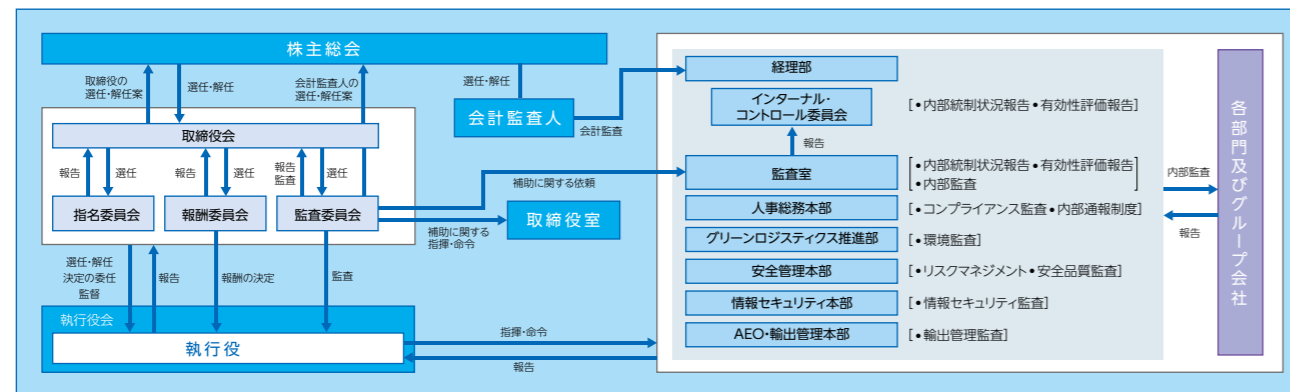 株主総会
取締役の
選任・解任案
選任・解任
会計監査人の
選任・解任案
選任・解任
会計監査人
会計監査
取締役会
報告
選任
報告
選任
報告
監査
選任
指名委員会
報酬委員会
監査委員会
補助に関する依頼
補助に関する
指揮・命令
取締役室
選任・解任
決定の委任
監督
報告
報酬の決定
監査
執行役会
執行役
指揮・命令
報告
経理部
インターナル・
コントロール委員会
[•内部統制状況報告•有効性評価報告]
報告
監査室
•内部統制状況報告•有効性評価報告
•内部監査
人事総務本部
[•コンプライアンス監査•内部通報制度]
グリーンロジスティクス推進部
[•環境監査]
安全管理本部
[•リスクマネジメント•安全品質監査]
情報セキュリティ本部
[•情報セキュリティ監査]
AEO・輸出管理本部
[•輸出管理監査]
内部監査
報告
各部門及びグループ会社